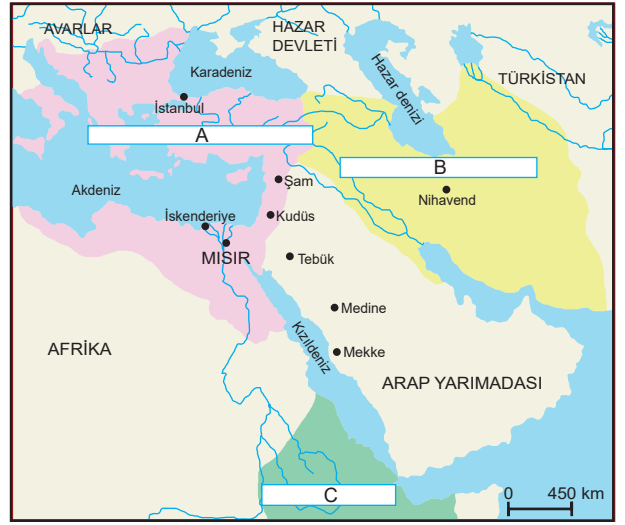 AVARLAR
HAZAR
DEVLETİ
Karadeniz
Hazar denizi
TÜRKİSTAN
İstanbul
A
B
Şam
Nihavend
Akdeniz
İskenderiye
Kudüs
MISIR
Tebük
Medine
Kızıldeniz
Mekke
AFRİKA
ARAP YARIMADASI
C
0 450 km